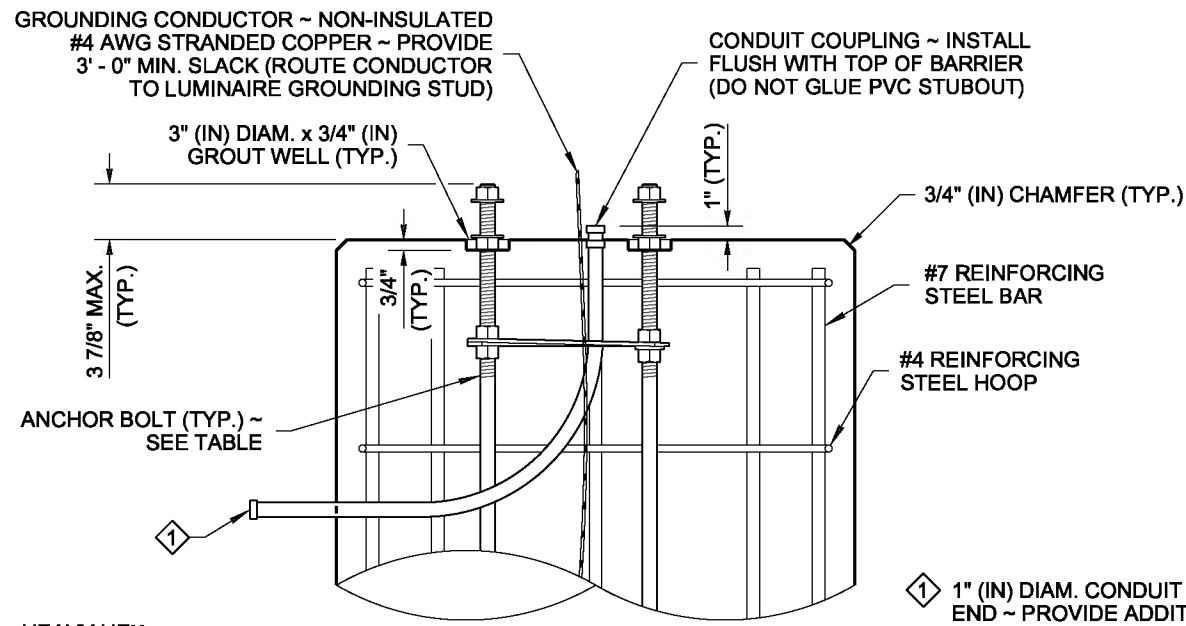 GROUNDING CONDUCTOR ~ NON-INSULATED
#4 AWG STRANDED COPPER ~ PROVIDE
3' - 0" MIN. SLACK (ROUTE CONDUCTOR
TO LUMINAIRE GROUNDING STUD)
CONDUIT COUPLING ~ INSTALL
FLUSH WITH TOP OF BARRIER
(DO NOT GLUE PVC STUBOUT)
3" (IN) DIAM. x 3/4" (IN)
GROUT WELL (TYP.)
1" (TYP.)
3/4" (IN) CHAMFER (TYP.)
3 7/8" MAX.
(TYP.)
3/4"
(TYP.)
#7 REINFORCING
STEEL BAR
#4 REINFORCING
STEEL HOOP
ANCHOR BOLT (TYP.) ~
SEE TABLE
1
1 1" (IN) DIAM. CONDUIT
END ~ PROVIDE ADDIT